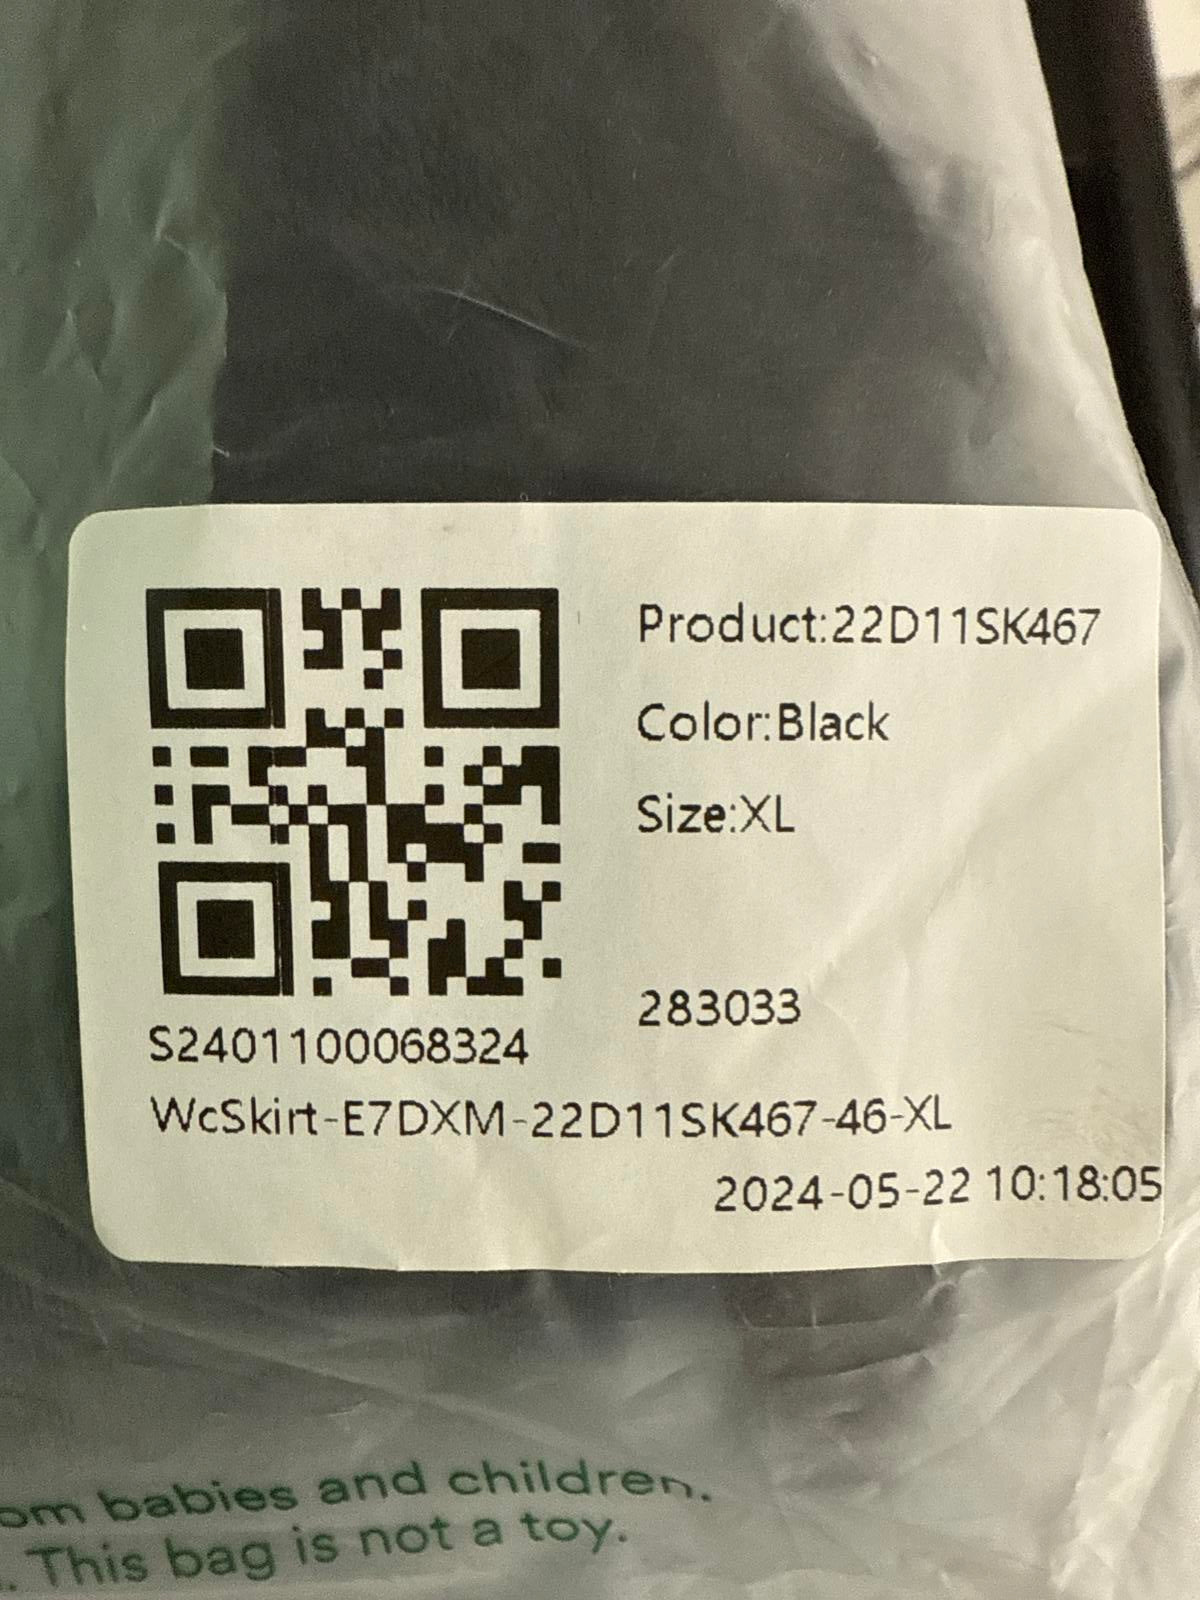 Product:22D11SK467
Color:Black
Size:XL
283033
S2401100068324
WcSkirt-E7DXM-22D11SK467-46-XL
2024-05-22 10:18:05
babies and children.
. This bag is not a toy.